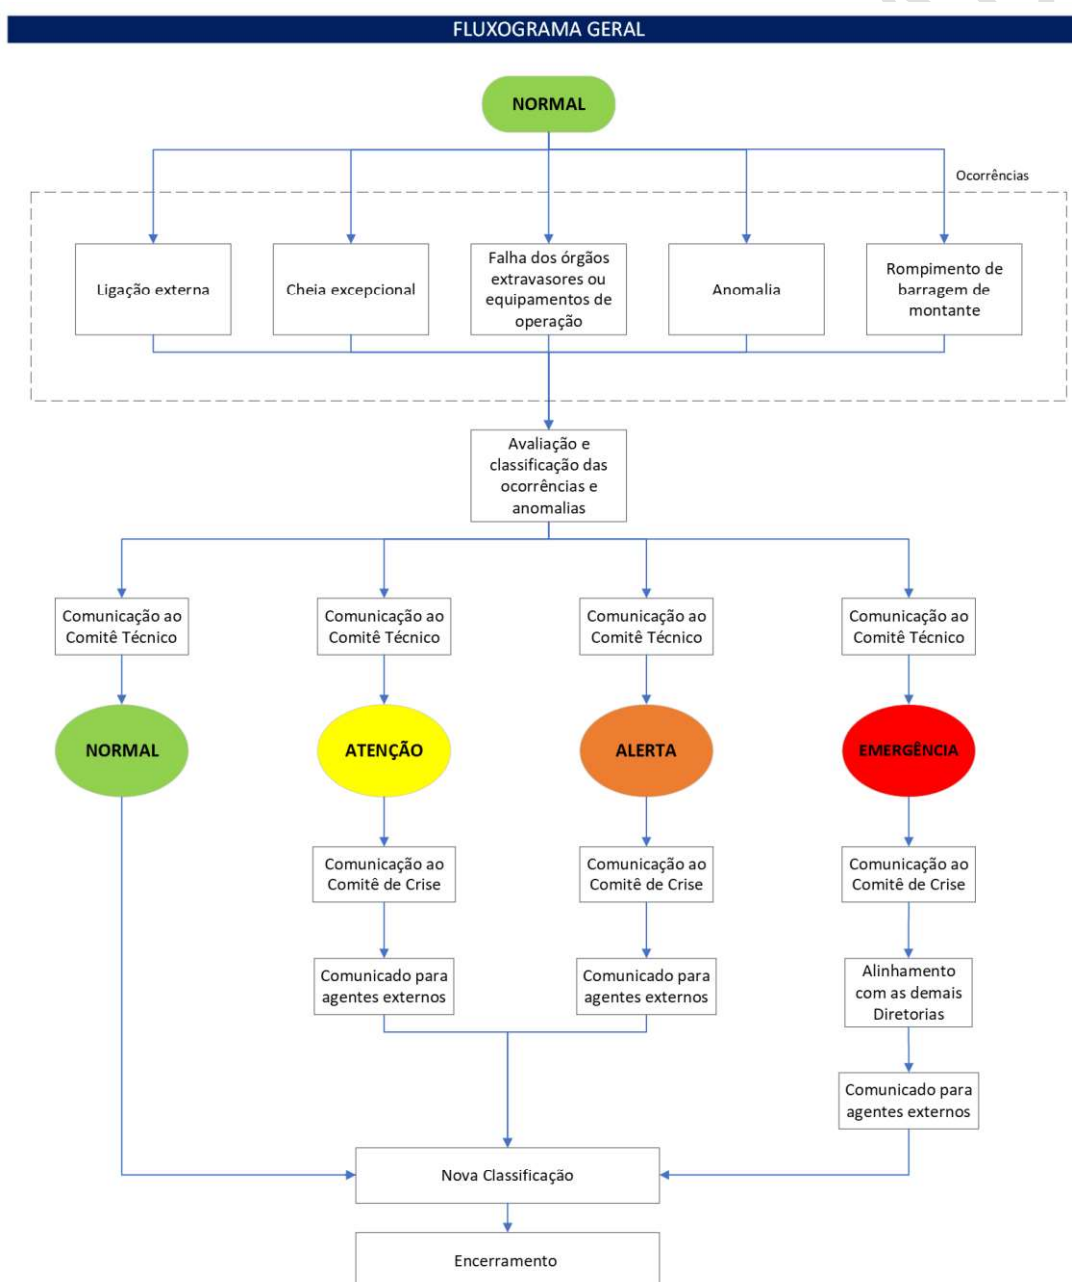 FLUXOGRAMA GERAL
NORMAL
Ocorrências
Ligação externa
Cheia excepcional
Falha dos órgãos
extravasores ou
equipamentos de
operação
Anomalia
Rompimento de
barragem de
montante
Avaliação e
classificação das
ocorrências e
anomalias
Comunicação ao
Comitê Técnico
Comunicação ao
Comitê Técnico
Comunicação ao
Comitê Técnico
Comunicação ao
Comitê Técnico
NORMAL
ATENÇÃO
ALERTA
EMERGÊNCIA
Comunicação ao
Comitê de Crise
Comunicação ao
Comitê de Crise
Comunicação ao
Comitê de Crise
Comunicado para
agentes externos
Comunicado para
agentes externos
Alinhamento
com as demais
Diretorias
Comunicado para
agentes externos
Nova Classificação
Encerramento